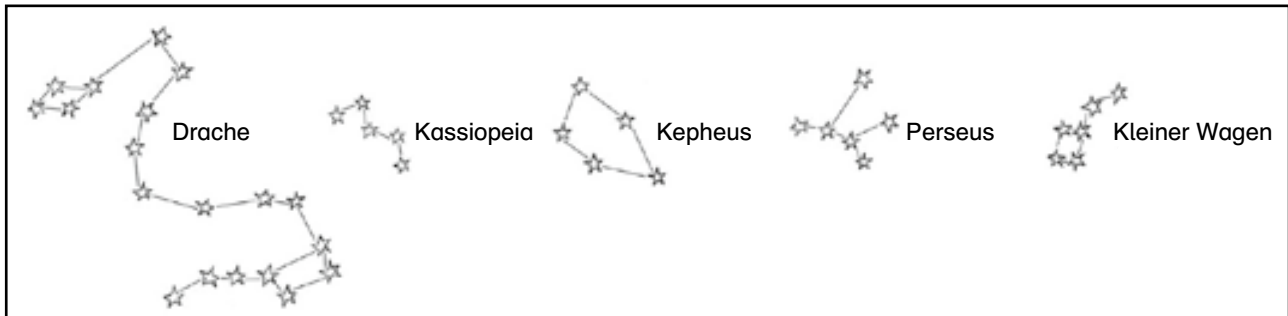 Drache
Kassiopeia
Kepheus
Perseus
Kleiner Wagen